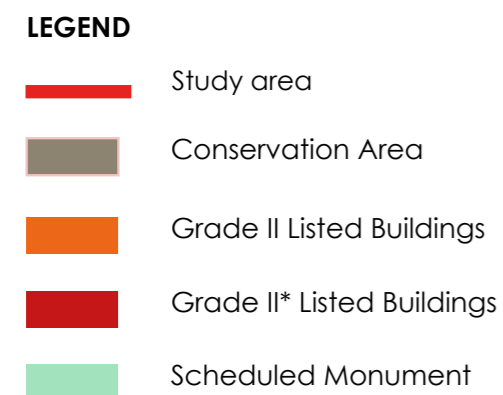 LEGEND
Study area
Conservation Area
Grade II Listed Buildings
Grade II* Listed Buildings
Scheduled Monument